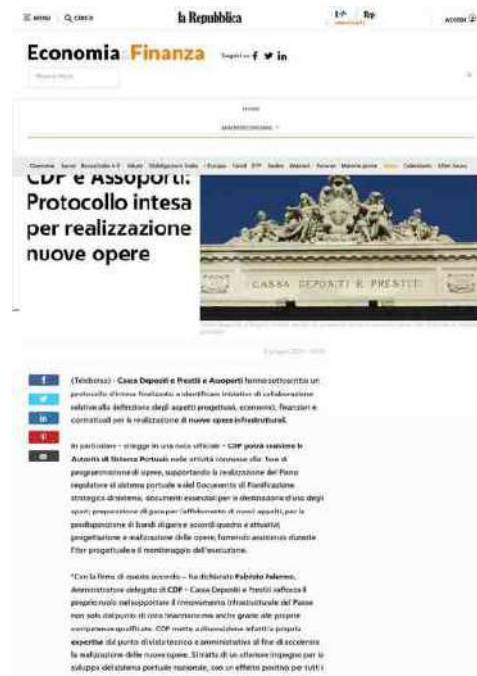 MENU
CERCA
la Repubblica
Rep
ACCEDI
Economia & Finanza
Seguici su
HOME
MACROECONOMIA
CDP e Assoporti:
Protocollo intesa
per realizzazione
nuove opere
CASSA DEPOSITI E PRESTITI
(Teleborsa) - Cassa Depositi e Prestiti e Assoporti hanno sottoscritto un
protocollo d'intesa finalizzato a identificare iniziative di collaborazione
relative alla definizione degli aspetti progettuali, economici, finanziari e
contrattuali per la realizzazione di nuove opere infrastrutturali.
In particolare - si legge in una nota ufficiale - CDP potrà assistere le
Autorità di Sistema Portuale nelle attività connesse alla: fase di
programmazione di opere, supportando la realizzazione del Piano
regolatore di sistema portuale e del Documento di Pianificazione
strategica di sistema, documenti essenziali per la destinazione d'uso degli
spazi; preparazione di gare per l'affidamento di nuovi appalti, per la
predisposizione di bandi di gara e accordi quadro e attuativi;
progettazione e realizzazione delle opere, fornendo assistenza durante
l'iter progettuale e il monitoraggio dell'esecuzione.
"Con la firma di questo accordo – ha dichiarato Fabrizio Palermo,
Amministratore delegato di CDP – Cassa Depositi e Prestiti rafforza il
proprio ruolo nel supportare il rinnovamento infrastrutturale del Paese
non solo dal punto di vista finanziario ma anche grazie alle proprie
competenze qualificate. CDP mette a disposizione infatti la propria
expertise dal punto di vista tecnico e amministrativo al fine di accelerare
la realizzazione delle nuove opere. Si tratta di un ulteriore impegno per lo
sviluppo del sistema portuale nazionale, con un effetto positivo per tutti i